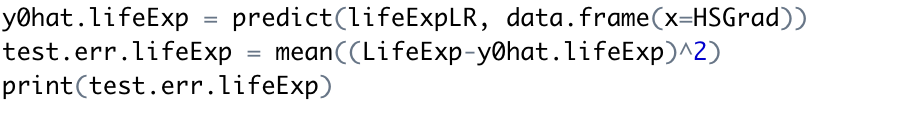 y0hat.lifeExp = predict(lifeExpLR, data.frame(x=HSGrad))
test.err.lifeExp = mean((LifeExp-y0hat.lifeExp)^2)
print(test.err.lifeExp)